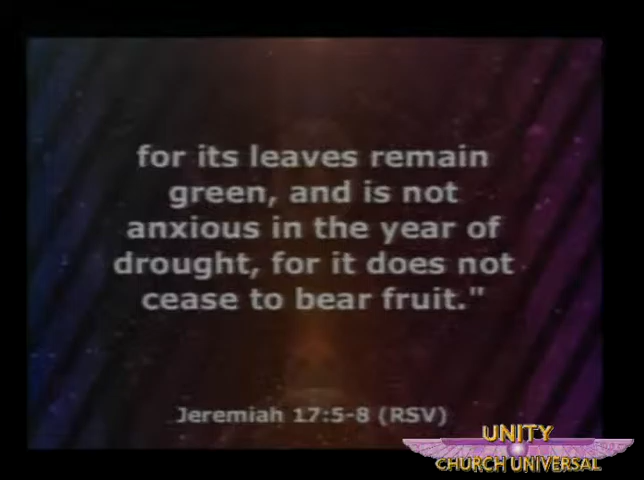 for its leaves remain
green, and is not
anxious in the year of
drought, for it does not
cease to bear fruit."
Jeremiah 17:5-8 (RSV)
UNITY
CHURCH UNIVERSAL